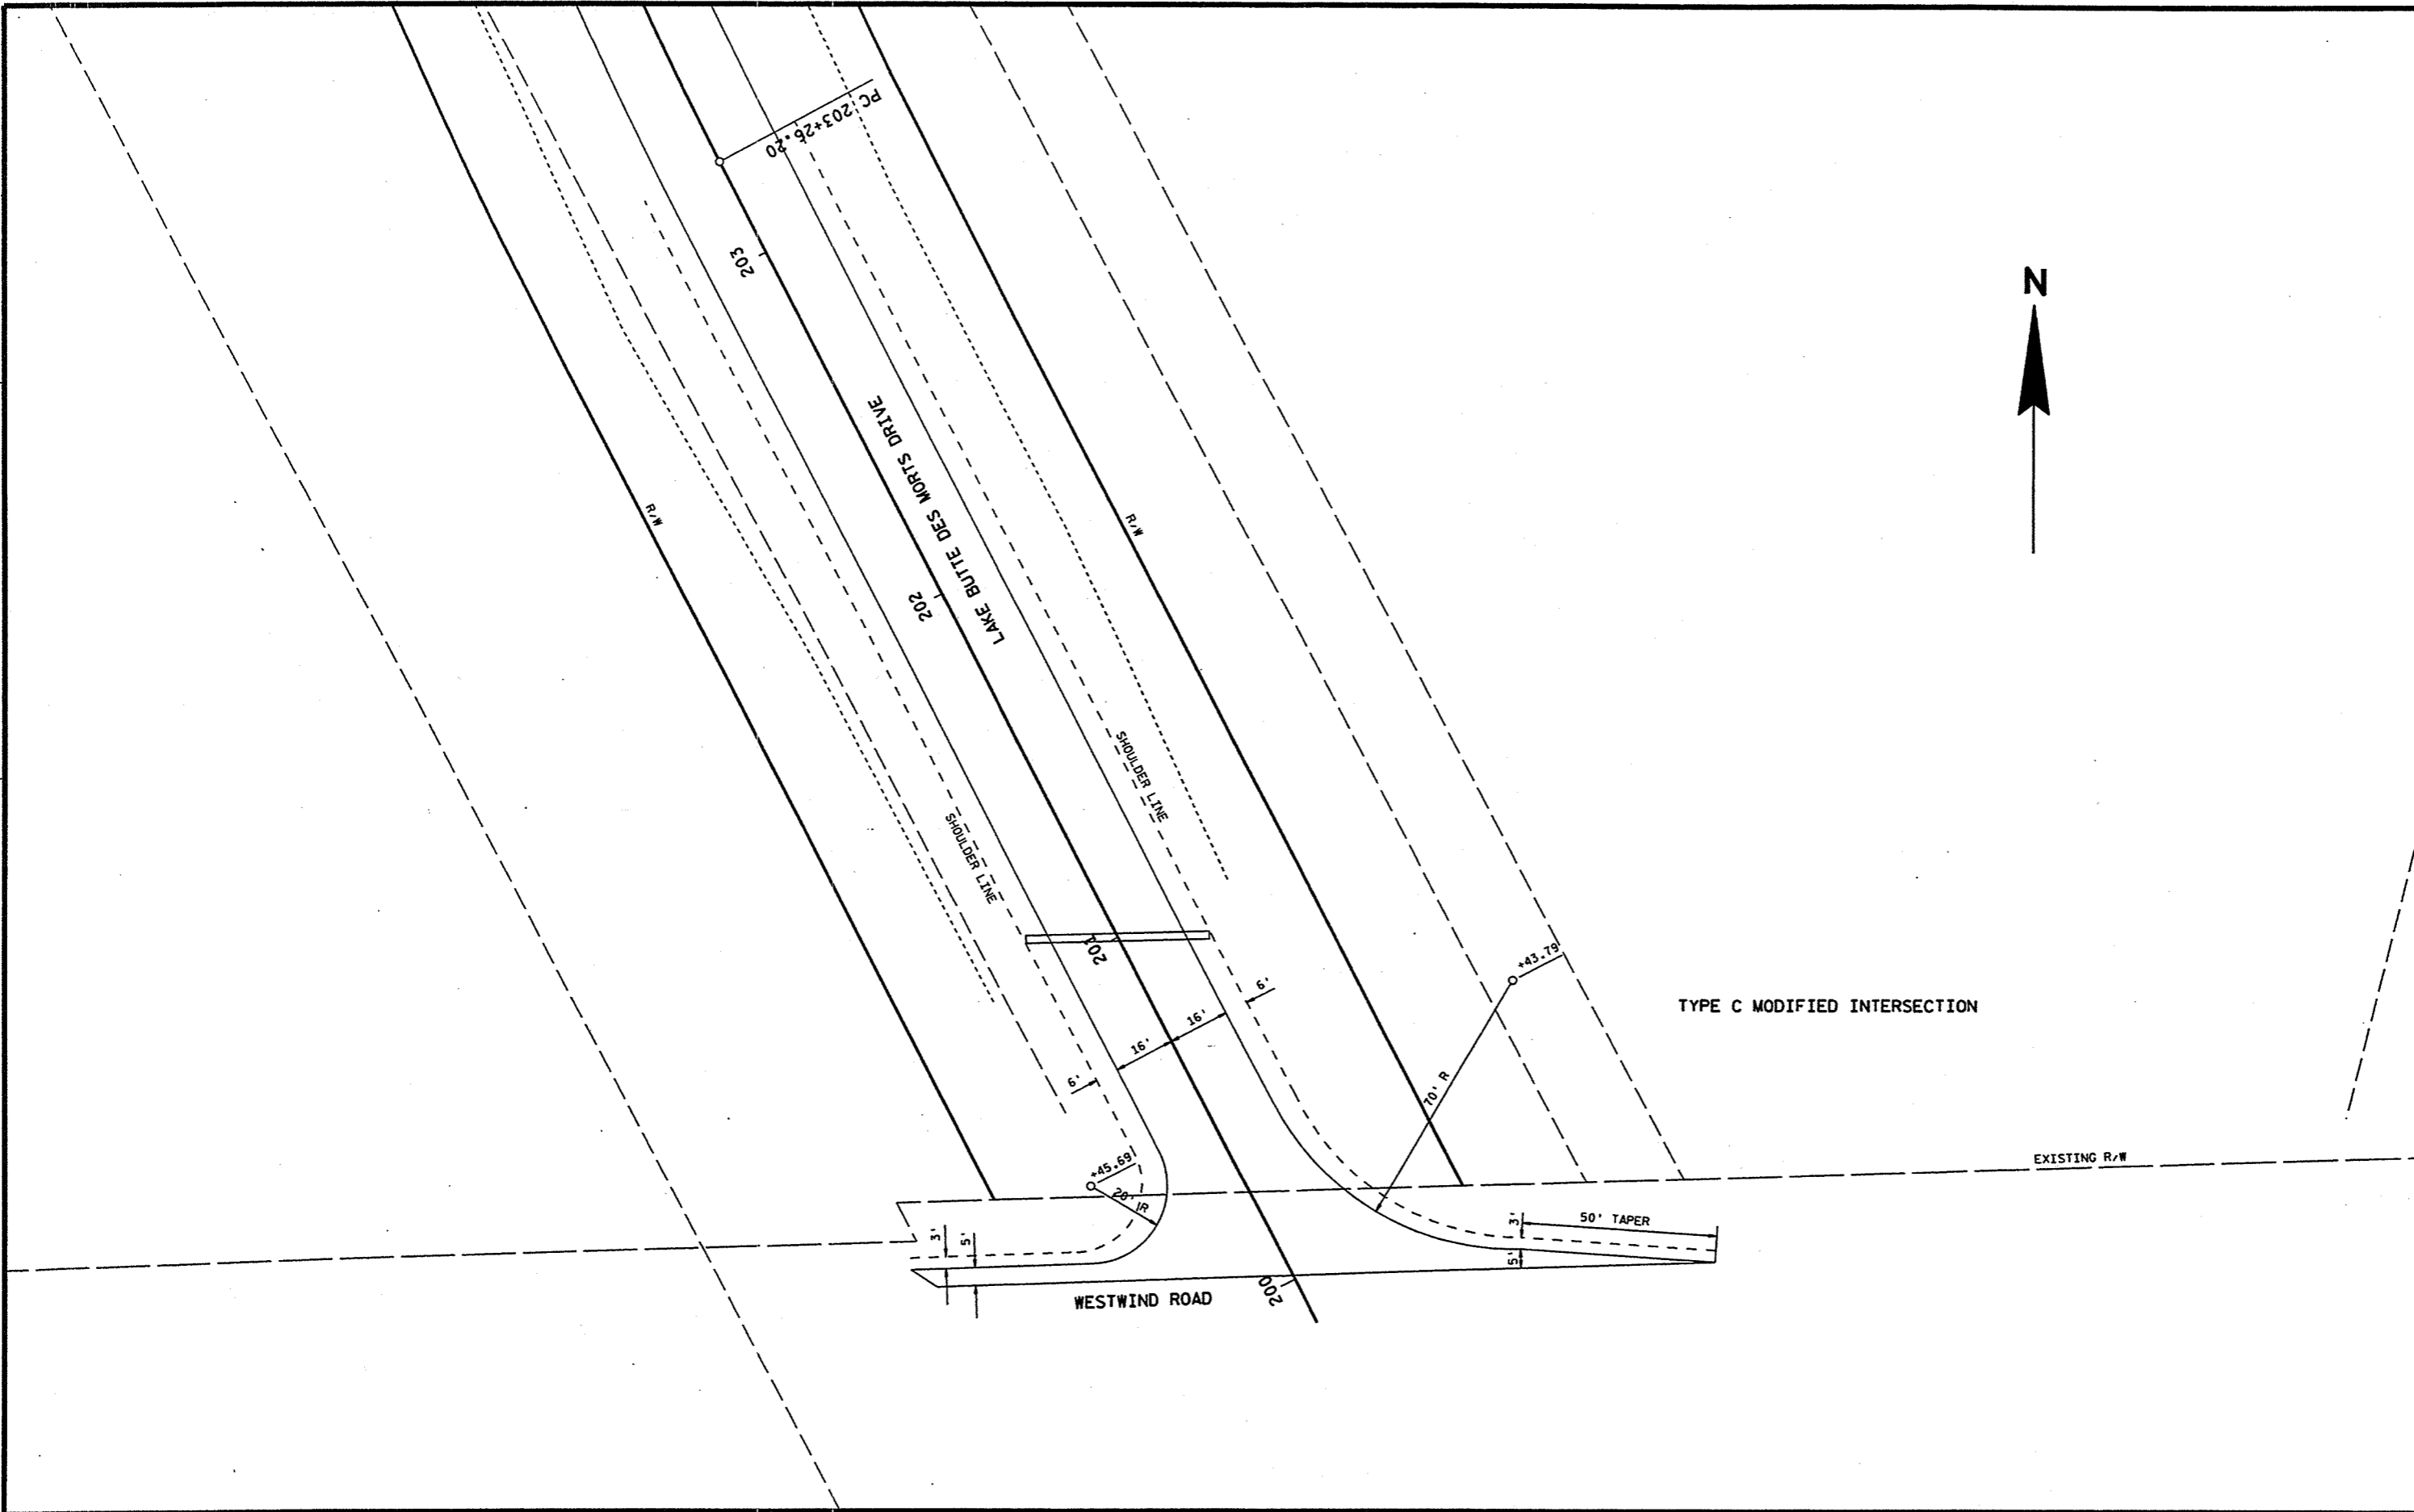 PC 203+26.20
203
N
LAKE BUTTE DES MORTS DRIVE
R/W
R/W
202
SHOULDER LINE
SHOULDER LINE
201
+43.79
6'
TYPE C MODIFIED INTERSECTION
16'
16'
6'
70' R
+45.69
EXISTING R/W
20' R
3'
5'
3'
50' TAPER
5'
200
WESTWIND ROAD